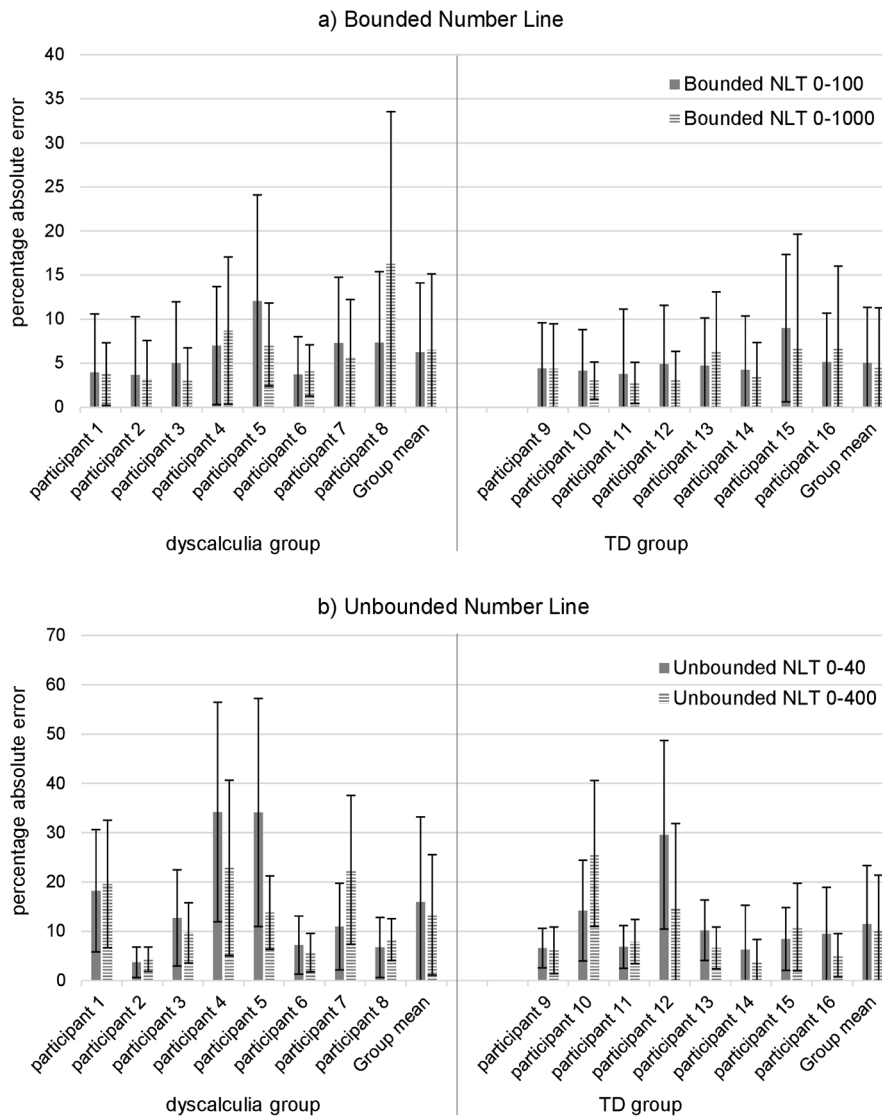 a) Bounded Number Line
percentage absolute error
40
35
30
25
20
15
10
5
0
Bounded NLT 0-100
Bounded NLT 0-1000
participant 1
participant 2
participant 3
participant 4
participant 5
participant 6
participant 7
participant 8
Group mean
participant 9
participant 10
participant 11
participant 12
participant 13
participant 14
participant 15
participant 16
Group mean
dyscalculia group
TD group
b) Unbounded Number Line
percentage absolute error
70
60
50
40
30
20
10
0
Unbounded NLT 0-40
Unbounded NLT 0-400
participant 1
participant 2
participant 3
participant 4
participant 5
participant 6
participant 7
participant 8
Group mean
participant 9
participant 10
participant 11
participant 12
participant 13
participant 14
participant 15
participant 16
Group mean
dyscalculia group
TD group